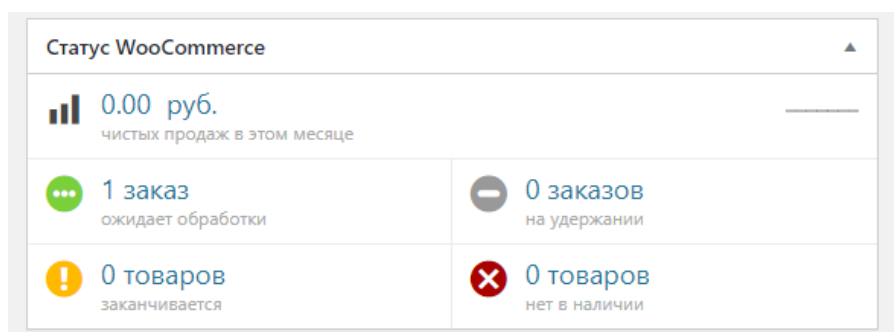 Статус WooCommerce
0.00 руб.
чистых продаж в этом месяце
1 заказ
ожидает обработки
0 заказов
на удержании
0 товаров
заканчивается
0 товаров
нет в наличии